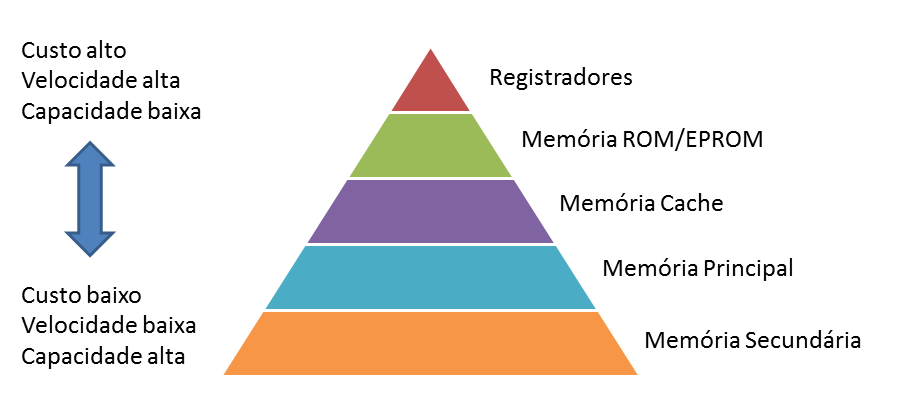 Custo alto
Velocidade alta
Capacidade baixa
Registradores
Memória ROM/EPROM
Memória Cache
Memória Principal
Memória Secundária
Custo baixo
Velocidade baixa
Capacidade alta